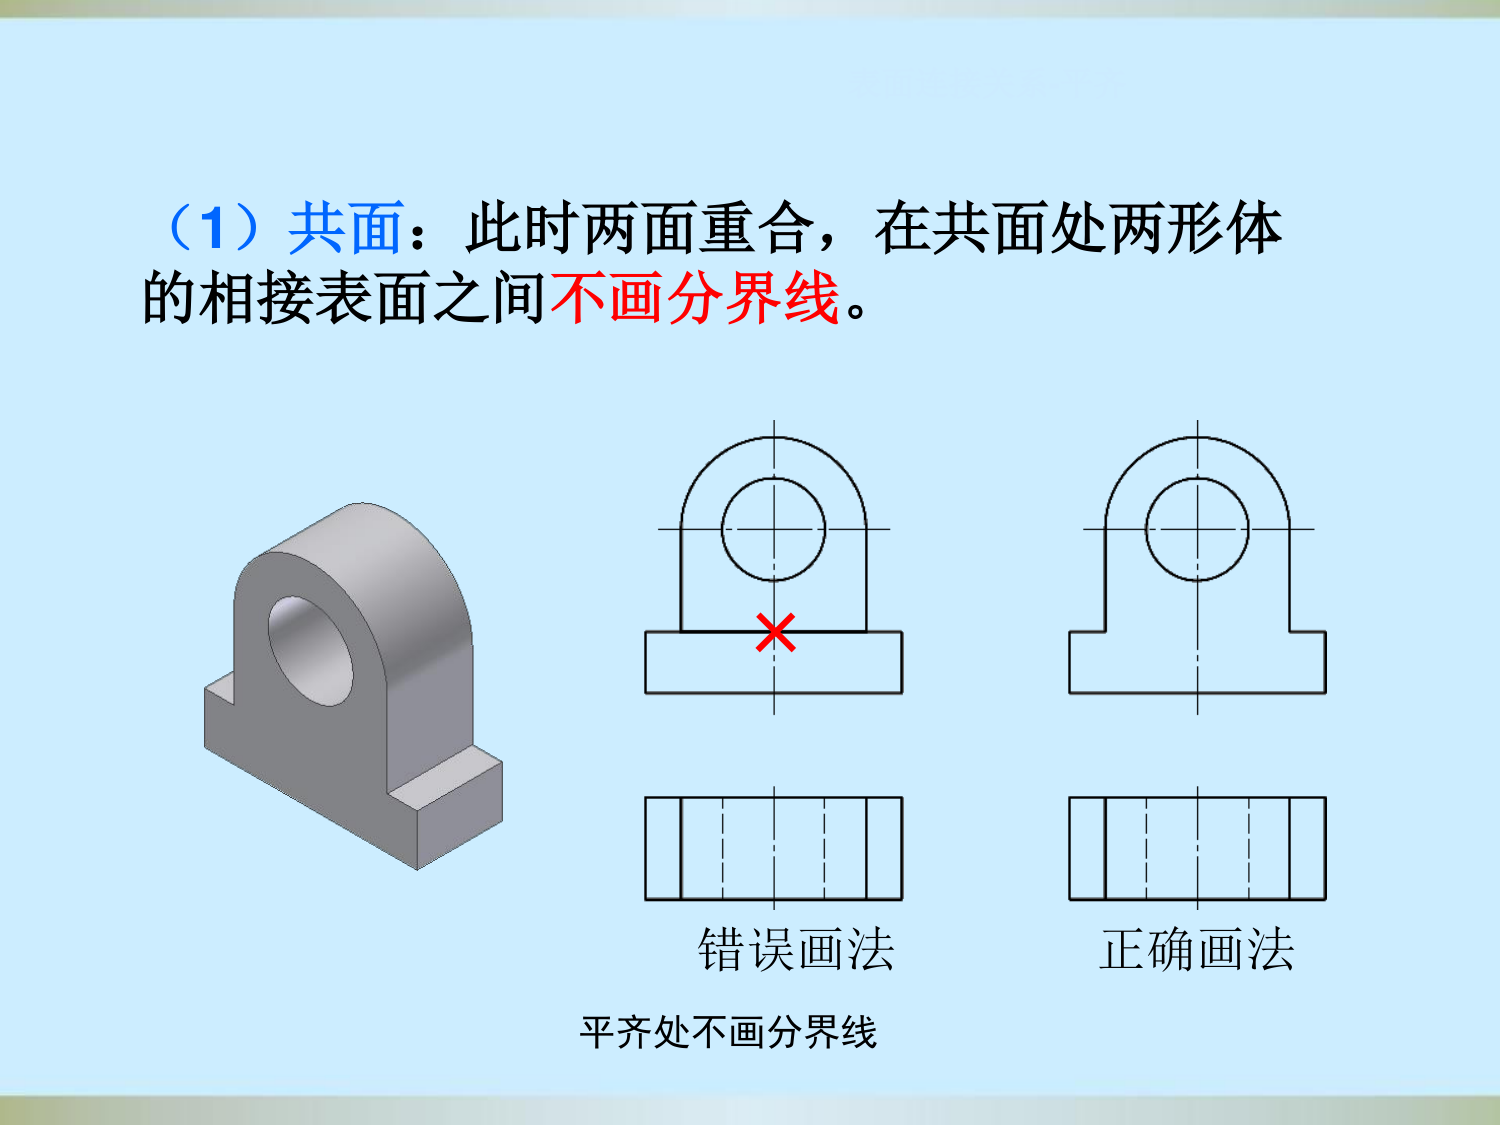 （1）共面：此时两面重合，在共面处两形体
的相接表面之间不画分界线。
错误画法
正确画法
平齐处不画分界线